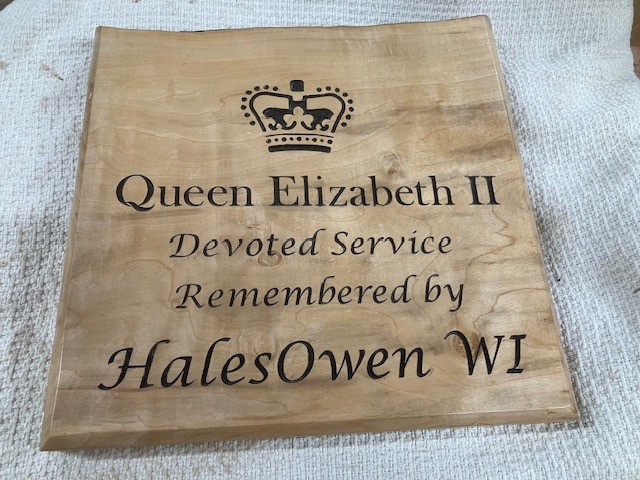 Queen Elizabeth II
Devoted Service
Remembered by
HalesOwen WI